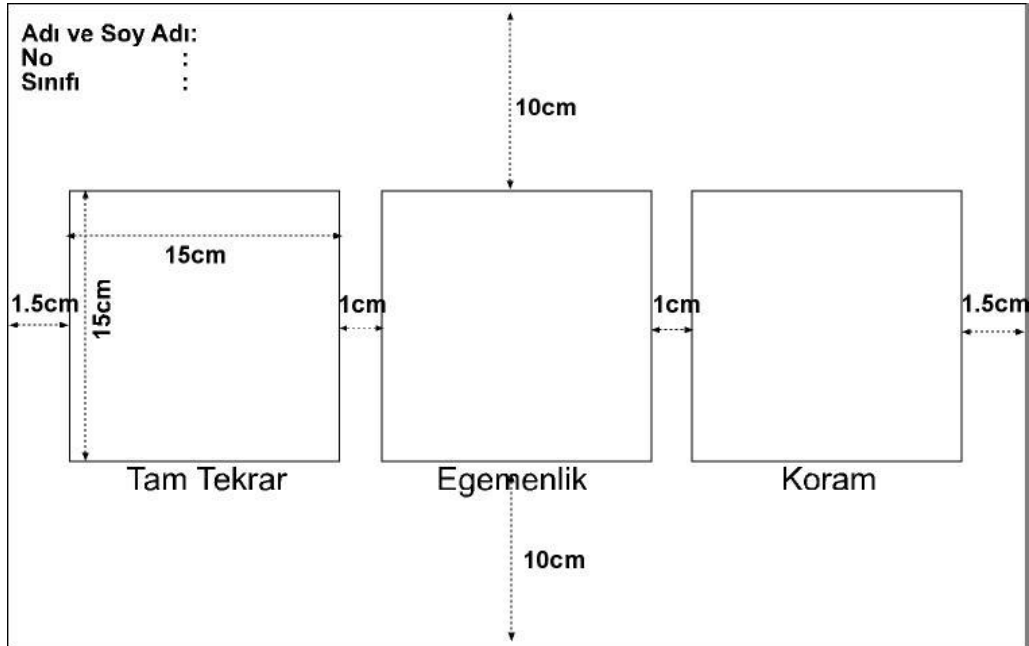 Adı ve Soy Adı:
No :
Sınıfı :
10cm
15cm
15cm
1.5cm
1cm
1cm
1.5cm
Tam Tekrar
Egemenlik
Koram
10cm